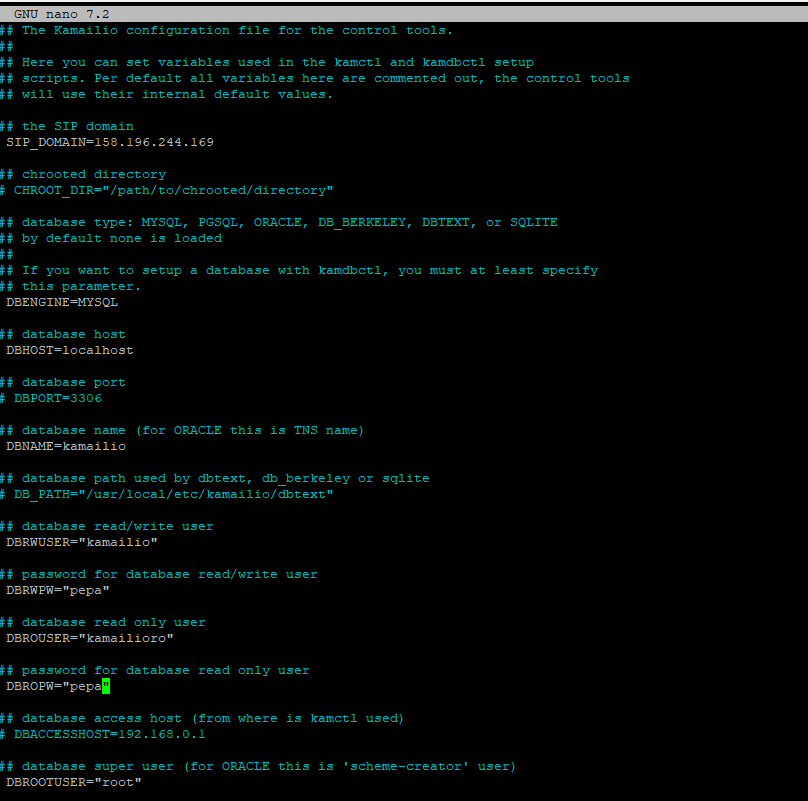 GNU nano 7.2
## The Kamailio configuration file for the control tools.
##
## Here you can set variables used in the kamctl and kamdbctl setup
## scripts. Per default all variables here are commented out, the control tools
## will use their internal default values.
## the SIP domain
SIP_DOMAIN=158.196.244.169
## chrooted directory
# CHROOT_DIR="/path/to/chrooted/directory"
## database type: MYSQL, PGSQL, ORACLE, DB_BERKELEY, DBTEXT, or SQLITE
## by default none is loaded
##
## If you want to setup a database with kamdbctl, you must at least specify
## this parameter.
DBENGINE=MYSQL
## database host
DBHOST=localhost
## database port
# DBPORT=3306
## database name (for ORACLE this is TNS name)
DBNAME=kamailio
## database path used by dbtext, db_berkeley or sqlite
# DB_PATH="/usr/local/etc/kamailio/dbtext"
## database read/write user
DBRWUSER="kamailio"
## password for database read/write user
DBRWPW="pepa"
## database read only user
DBROUSER="kamailioro"
## password for database read only user
DBROPW="pepa"
## database access host (from where is kamctl used)
# DBACCESSHOST=192.168.0.1
## database super user (for ORACLE this is 'scheme-creator' user)
DBROOTUSER="root"